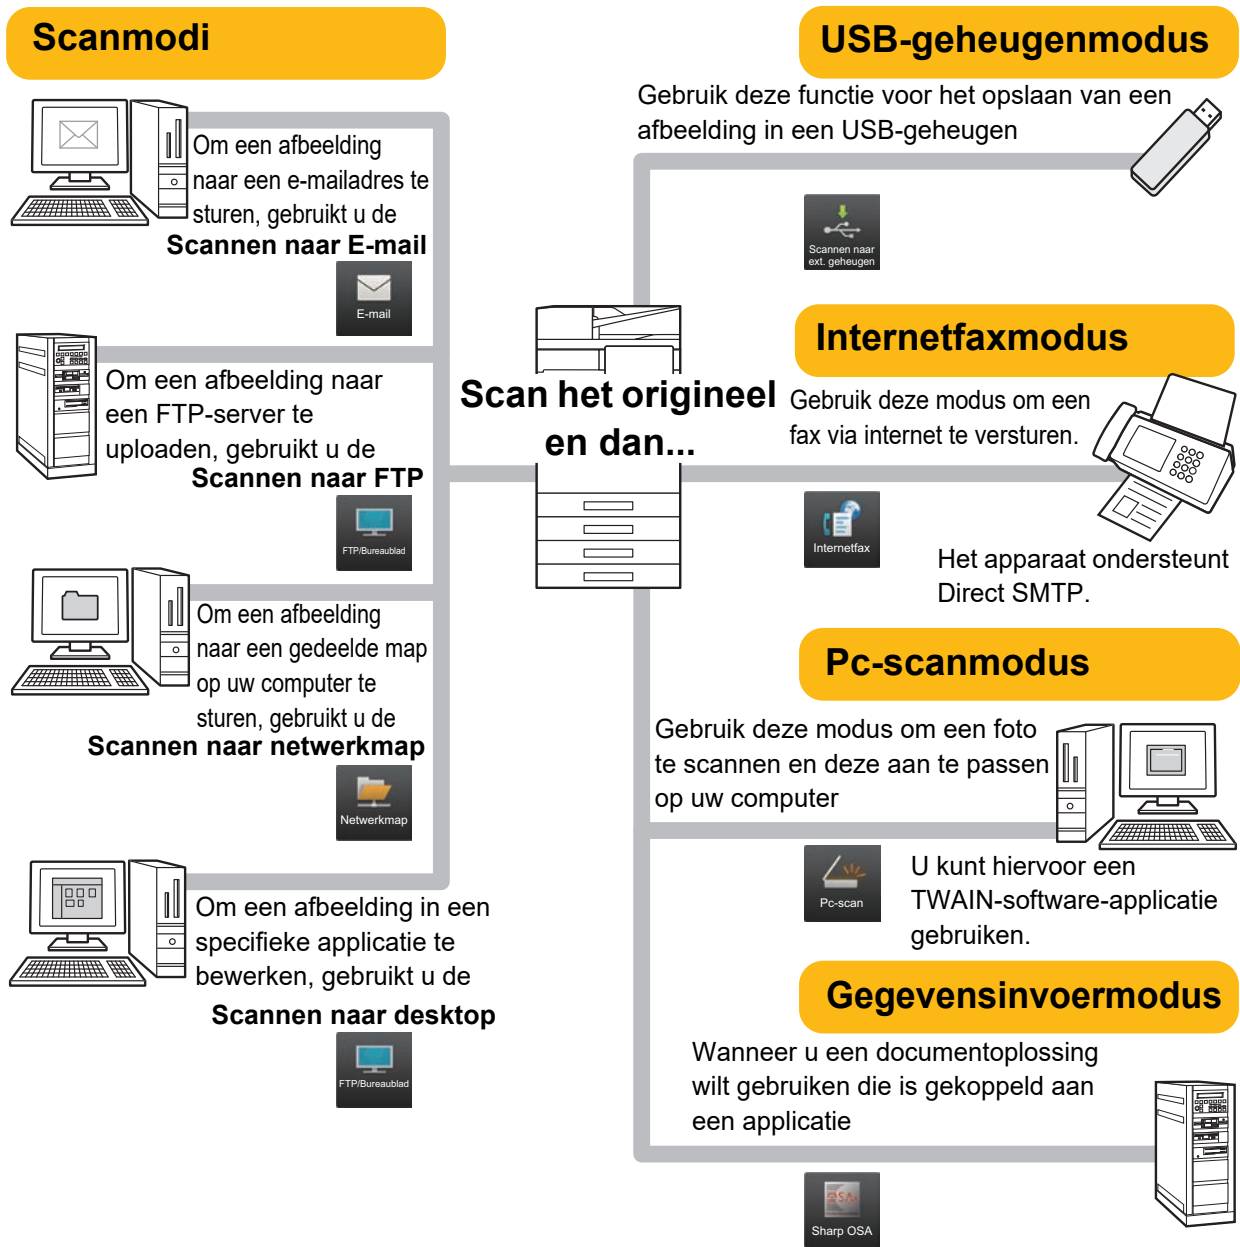 Scanmodi
Om een afbeelding
naar een e-mailadres te
sturen, gebruikt u de
Scannen naar E-mail
E-mail
Om een afbeelding naar
een FTP-server te
uploaden, gebruikt u de
Scannen naar FTP
FTP/Bureaublad
Om een afbeelding
naar een gedeelde map
op uw computer te
sturen, gebruikt u de
Scannen naar netwerkmap
Netwerkmap
Om een afbeelding in een
specifieke applicatie te
bewerken, gebruikt u de
Scannen naar desktop
FTP/Bureaublad
Scan het origineel
en dan...
USB-geheugenmodus
Gebruik deze functie voor het opslaan van een
afbeelding in een USB-geheugen
Scannen naar
ext. geheugen
Internetfaxmodus
Gebruik deze modus om een
fax via internet te versturen.
Internetfax
Het apparaat ondersteunt
Direct SMTP.
Pc-scanmodus
Gebruik deze modus om een foto
te scannen en deze aan te passen
op uw computer
Pc-scan
U kunt hiervoor een
TWAIN-software-applicatie
gebruiken.
Gegevensinvoermodus
Wanneer u een documentoplossing
wilt gebruiken die is gekoppeld aan
een applicatie
OSA
Sharp OSA